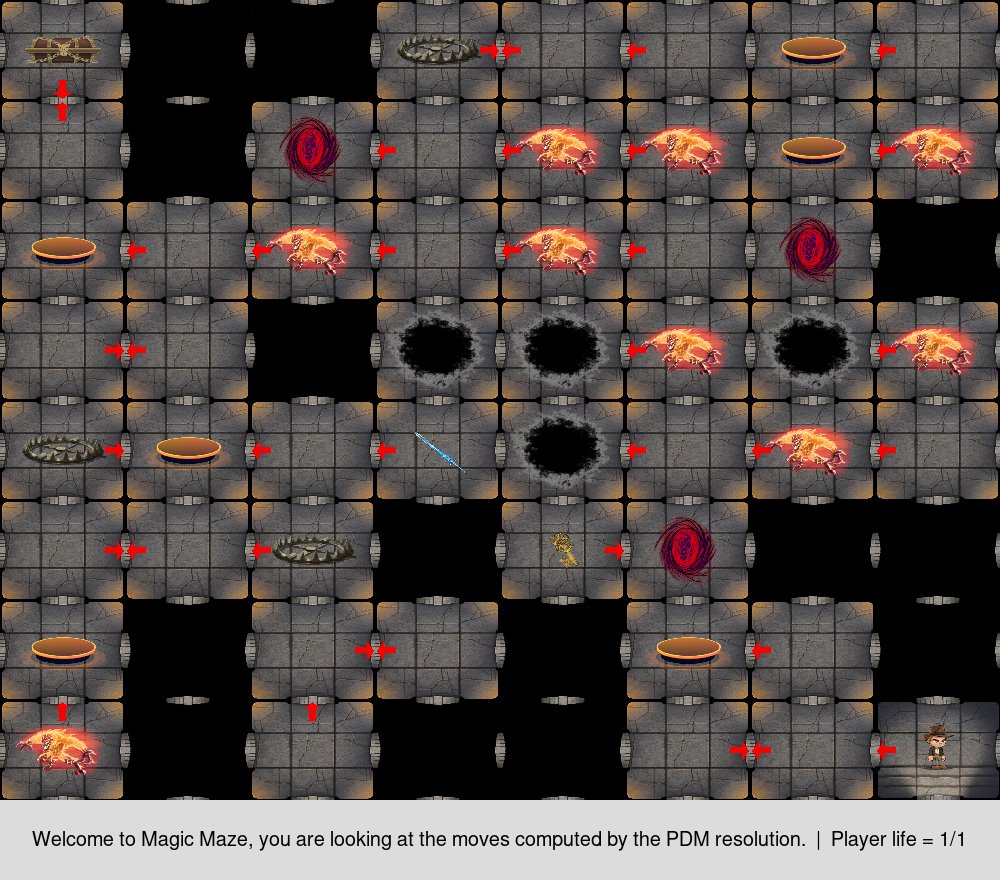 Welcome to Magic Maze, you are looking at the moves computed by the PDM resolution.  |  Player life = 1/1